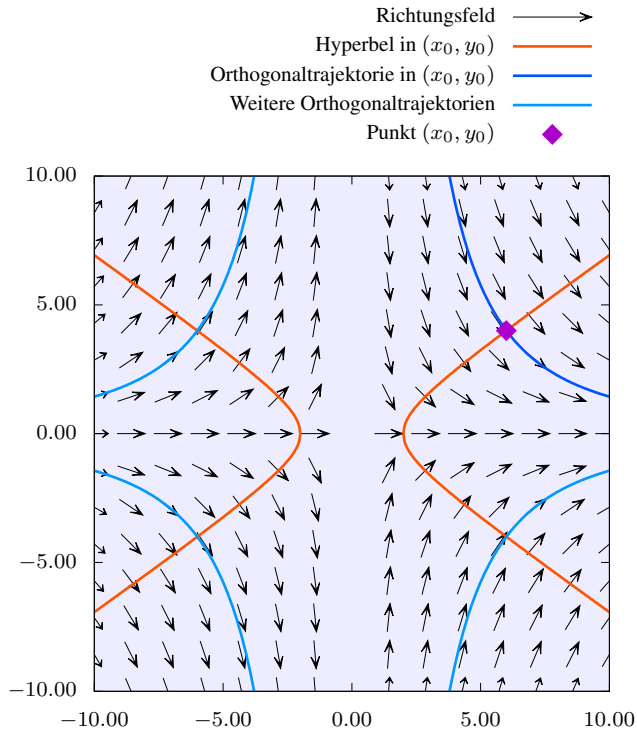 Richtungsfeld
Hyperbel in (x₀, y₀)
Orthogonaltrajektorie in (x₀, y₀)
Weitere Orthogonaltrajektorien
Punkt (x₀, y₀)
10.00
5.00
0.00
−5.00
−10.00
−10.00 −5.00 0.00 5.00 10.00